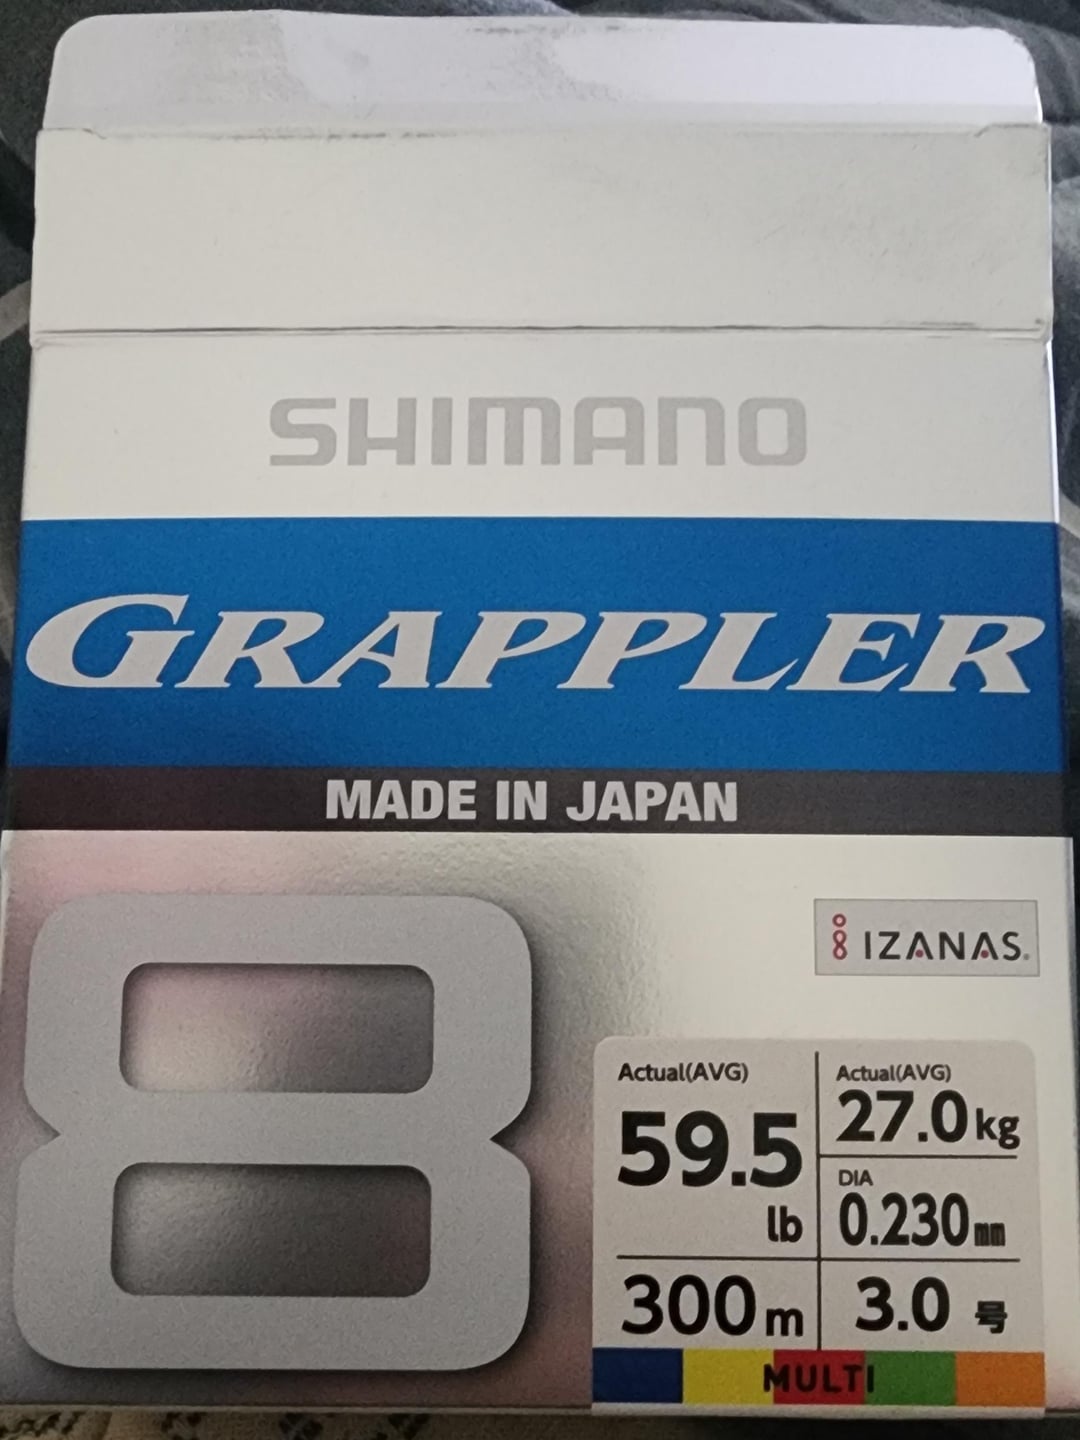 SHIMANO
GRAPPLER
MADE IN JAPAN
8
IZANAS®
Actual(AVG)
59.5
lb
Actual(AVG)
27.0kg
DIA
0.230mm
300m
3.0 号
MULTI